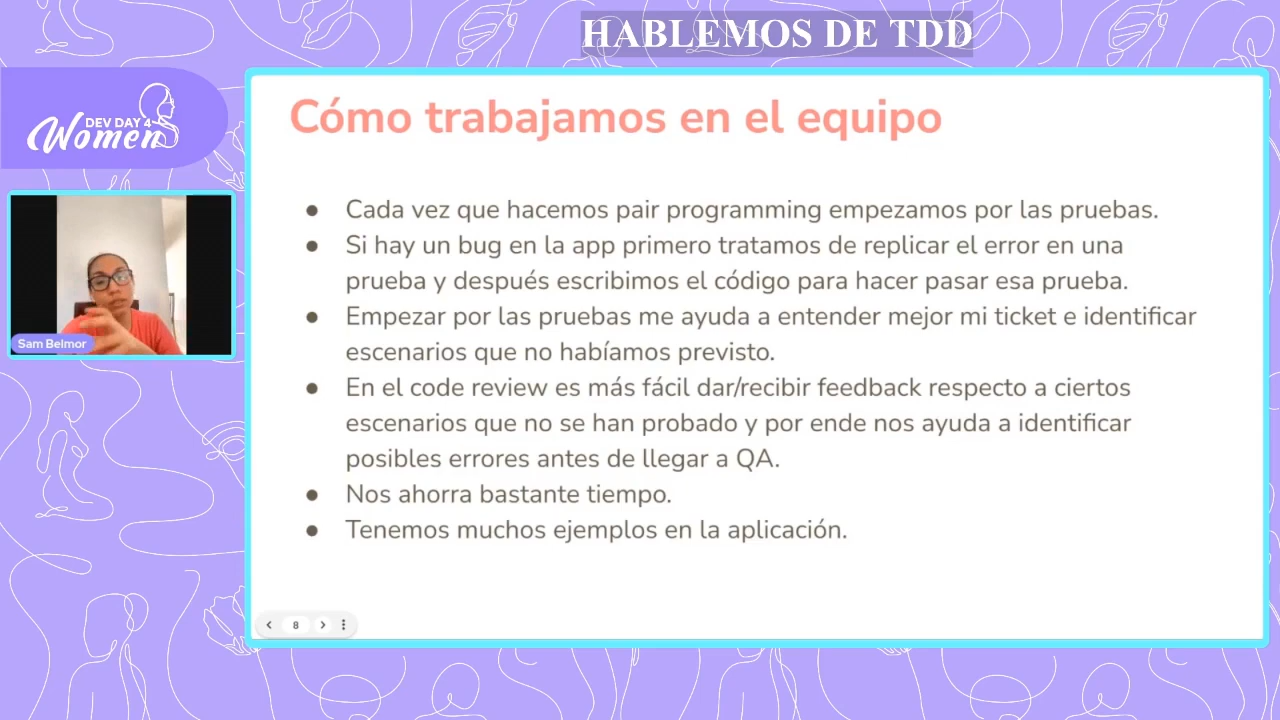 HABLEMOS DE TDD
DEV DAY 4
Women
Sam Belmor
Cómo trabajamos en el equipo
● Cada vez que hacemos pair programming empezamos por las pruebas.
● Si hay un bug en la app primero tratamos de replicar el error en una
prueba y después escribimos el código para hacer pasar esa prueba.
● Empezar por las pruebas me ayuda a entender mejor mi ticket e identificar
escenarios que no habíamos previsto.
● En el code review es más fácil dar/recibir feedback respecto a ciertos
escenarios que no se han probado y por ende nos ayuda a identificar
posibles errores antes de llegar a QA.
● Nos ahorra bastante tiempo.
● Tenemos muchos ejemplos en la aplicación.
8